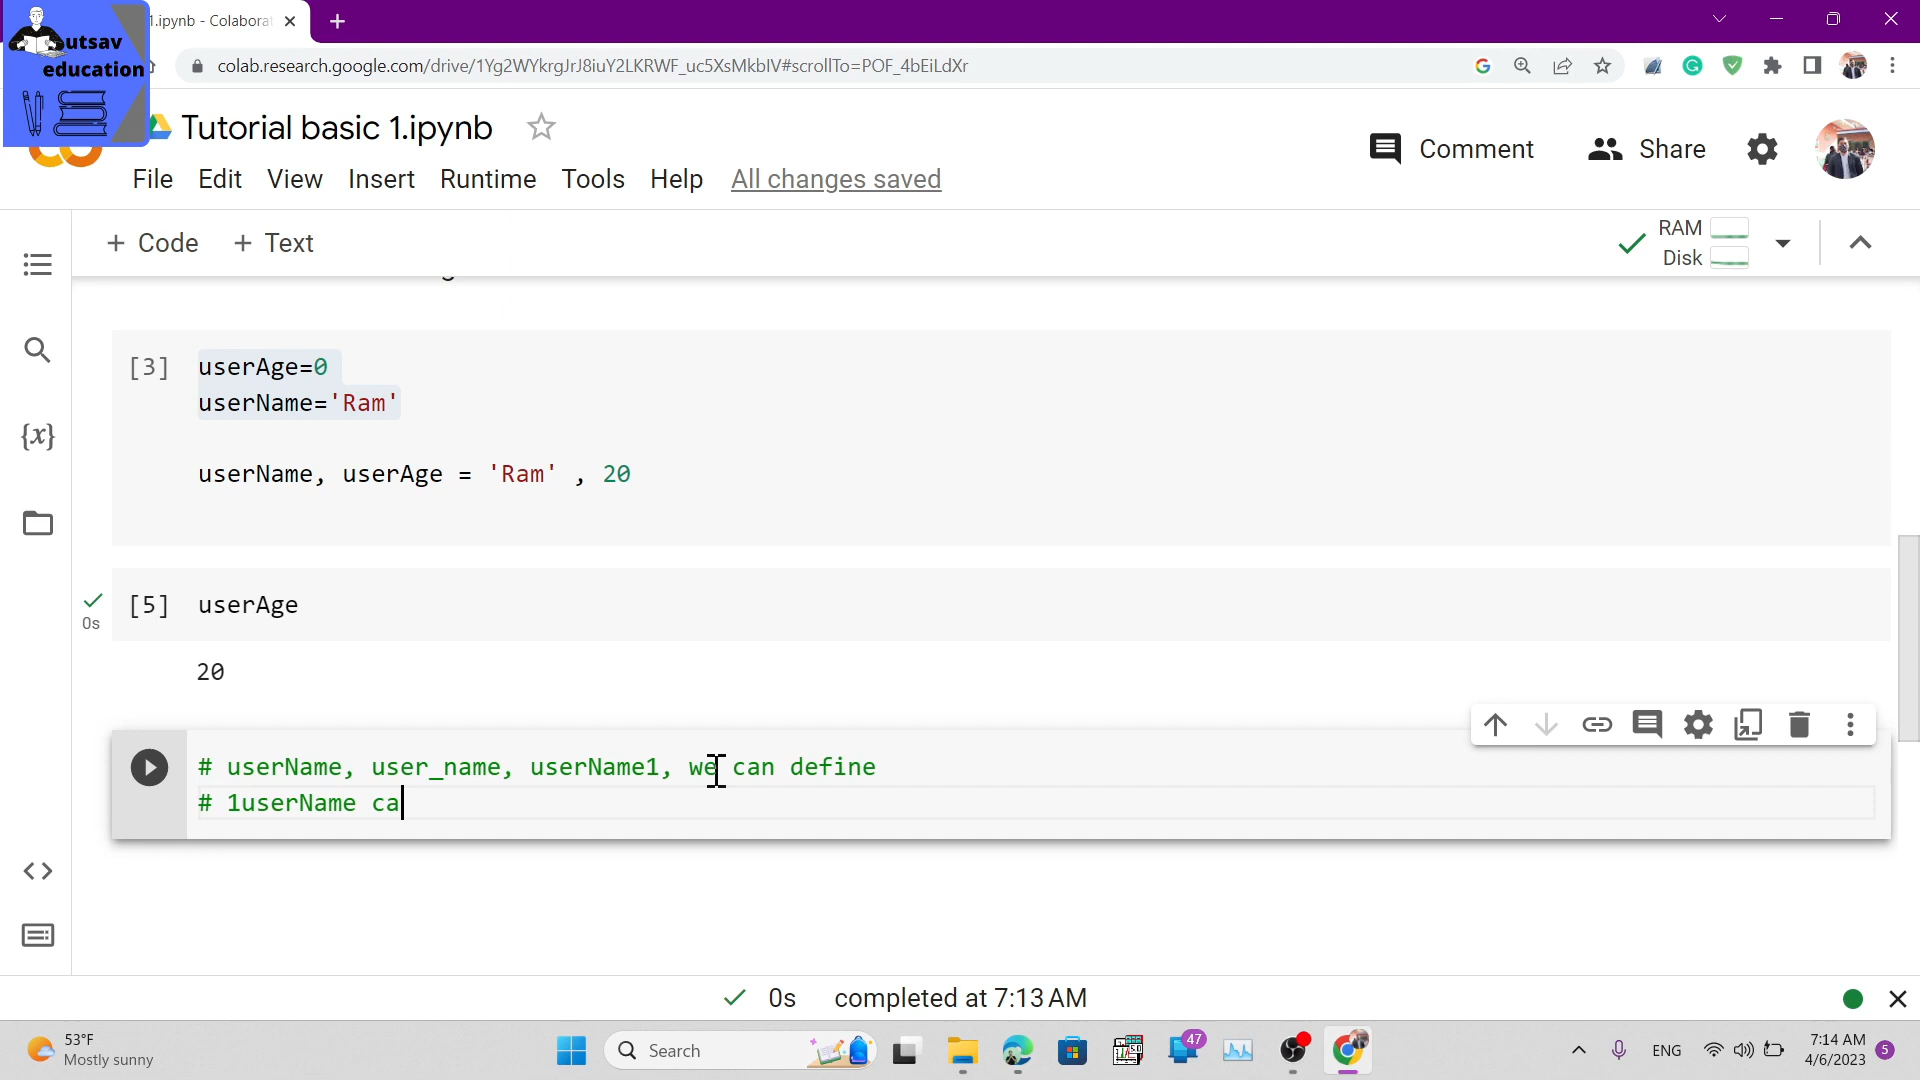 1.ipynb - Colaborat
utsav
education
colab.research.google.com/drive/1Yg2WYkrgJrJ8iuY2LKRWF_uc5XsMkbIV#scrollTo=POF_4bEiLdXr
Tutorial basic 1.ipynb
Comment
Share
File Edit View Insert Runtime Tools Help All changes saved
+ Code + Text
RAM
Disk
[3] userAge=0
userName='Ram'
userName, userAge = 'Ram' , 20
[5] userAge
0s
20
# userName, user_name, userName1, we can define
# 1userName ca
{x}
0s completed at 7:13 AM
53°F
Mostly sunny
Search
47
ENG
7:14 AM
4/6/2023
5